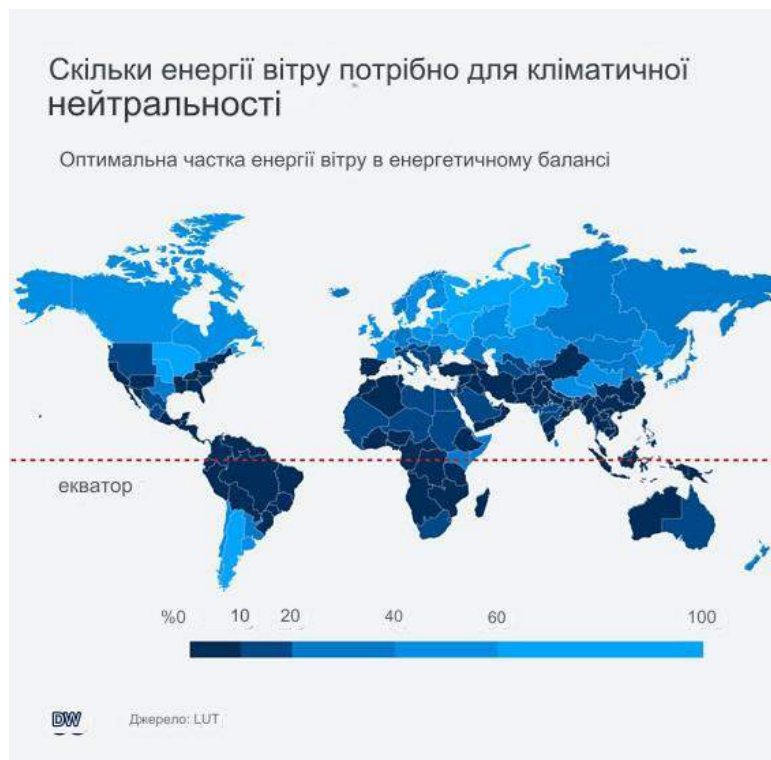 Скільки енергії вітру потрібно для кліматичної
нейтральності
Оптимальна частка енергії вітру в енергетичному балансі
екватор
%0 10 20 40 60 100
DW Джерело: LUT